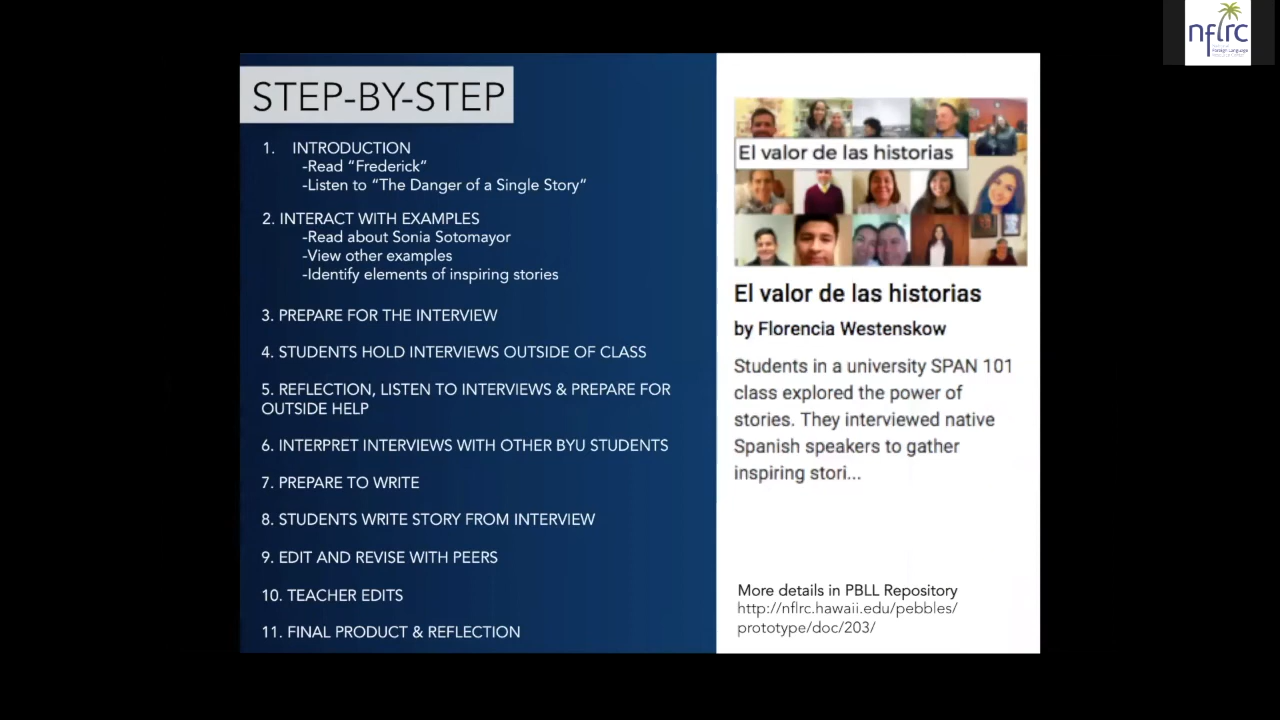 nflrc
Foreign Language
STEP-BY-STEP
1. INTRODUCTION
-Read “Frederick”
-Listen to “The Danger of a Single Story”
2. INTERACT WITH EXAMPLES
-Read about Sonia Sotomayor
-View other examples
-Identify elements of inspiring stories
3. PREPARE FOR THE INTERVIEW
4. STUDENTS HOLD INTERVIEWS OUTSIDE OF CLASS
5. REFLECTION, LISTEN TO INTERVIEWS & PREPARE FOR
OUTSIDE HELP
6. INTERPRET INTERVIEWS WITH OTHER BYU STUDENTS
7. PREPARE TO WRITE
8. STUDENTS WRITE STORY FROM INTERVIEW
9. EDIT AND REVISE WITH PEERS
10. TEACHER EDITS
11. FINAL PRODUCT & REFLECTION
El valor de las historias
El valor de las historias
by Florencia Westenskow
Students in a university SPAN 101
class explored the power of
stories. They interviewed native
Spanish speakers to gather
inspiring stori...
More details in PBLL Repository
http://nflrc.hawaii.edu/pebbles/
prototype/doc/203/